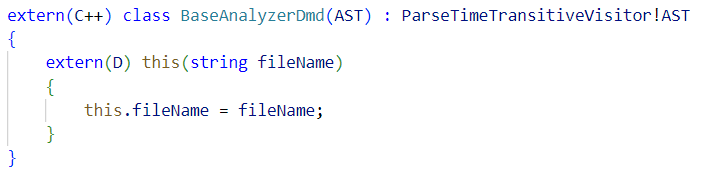 extern(C++) class BaseAnalyzerDmd(AST) : ParseTimeTransitiveVisitor!AST
{
    extern(D) this(string fileName)
    {
        this.fileName = fileName;
    }
}